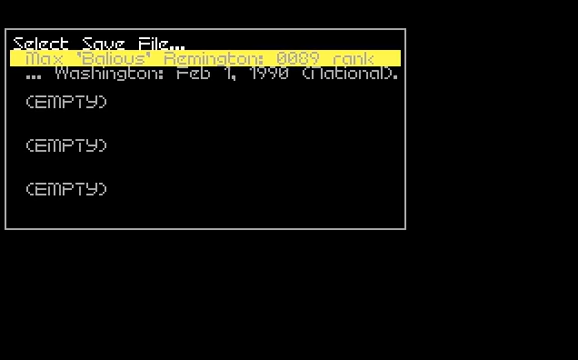 Select Save File...
Max 'Balious' Remington: 0089 rank
... Washington: Feb 1, 1990 (National).
(EMPTY)
(EMPTY)
(EMPTY)